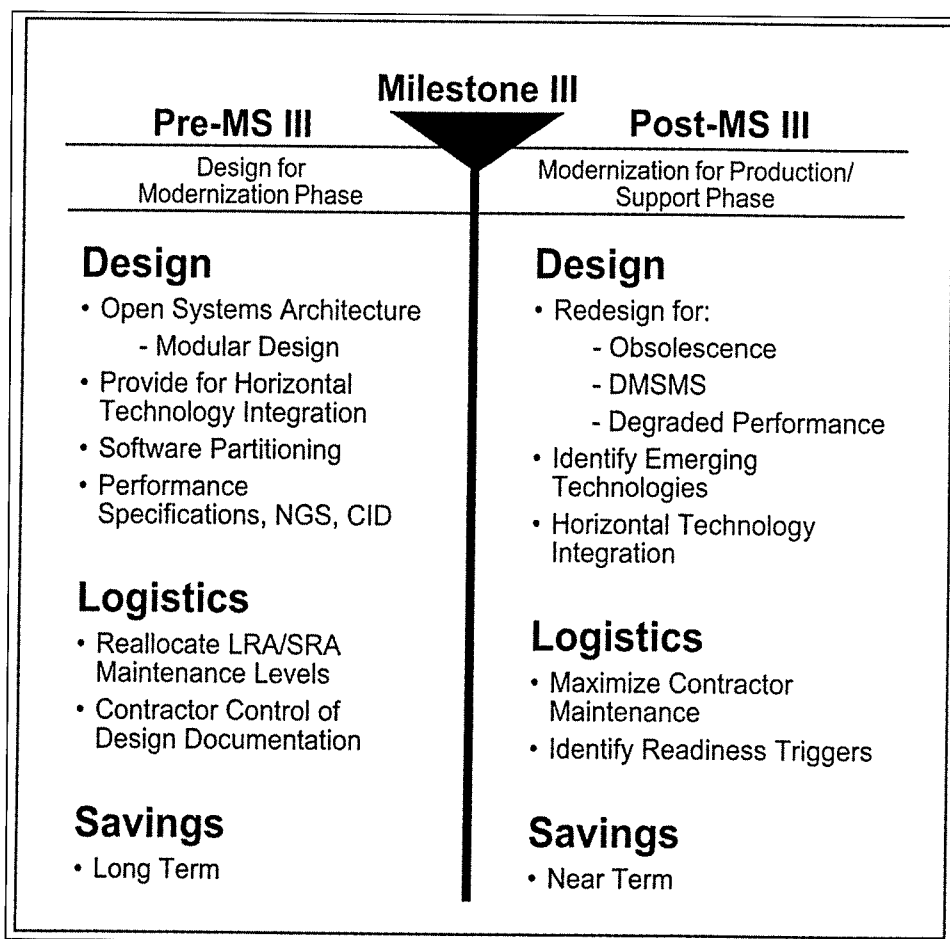 Milestone III
Pre-MS III
Design for
Modernization Phase
Design
• Open Systems Architecture
- Modular Design
• Provide for Horizontal
Technology Integration
• Software Partitioning
• Performance
Specifications, NGS, CID
Logistics
• Reallocate LRA/SRA
Maintenance Levels
• Contractor Control of
Design Documentation
Savings
• Long Term
Post-MS III
Modernization for Production/
Support Phase
Design
• Redesign for:
- Obsolescence
- DMSMS
- Degraded Performance
• Identify Emerging
Technologies
• Horizontal Technology
Integration
Logistics
• Maximize Contractor
Maintenance
• Identify Readiness Triggers
Savings
• Near Term